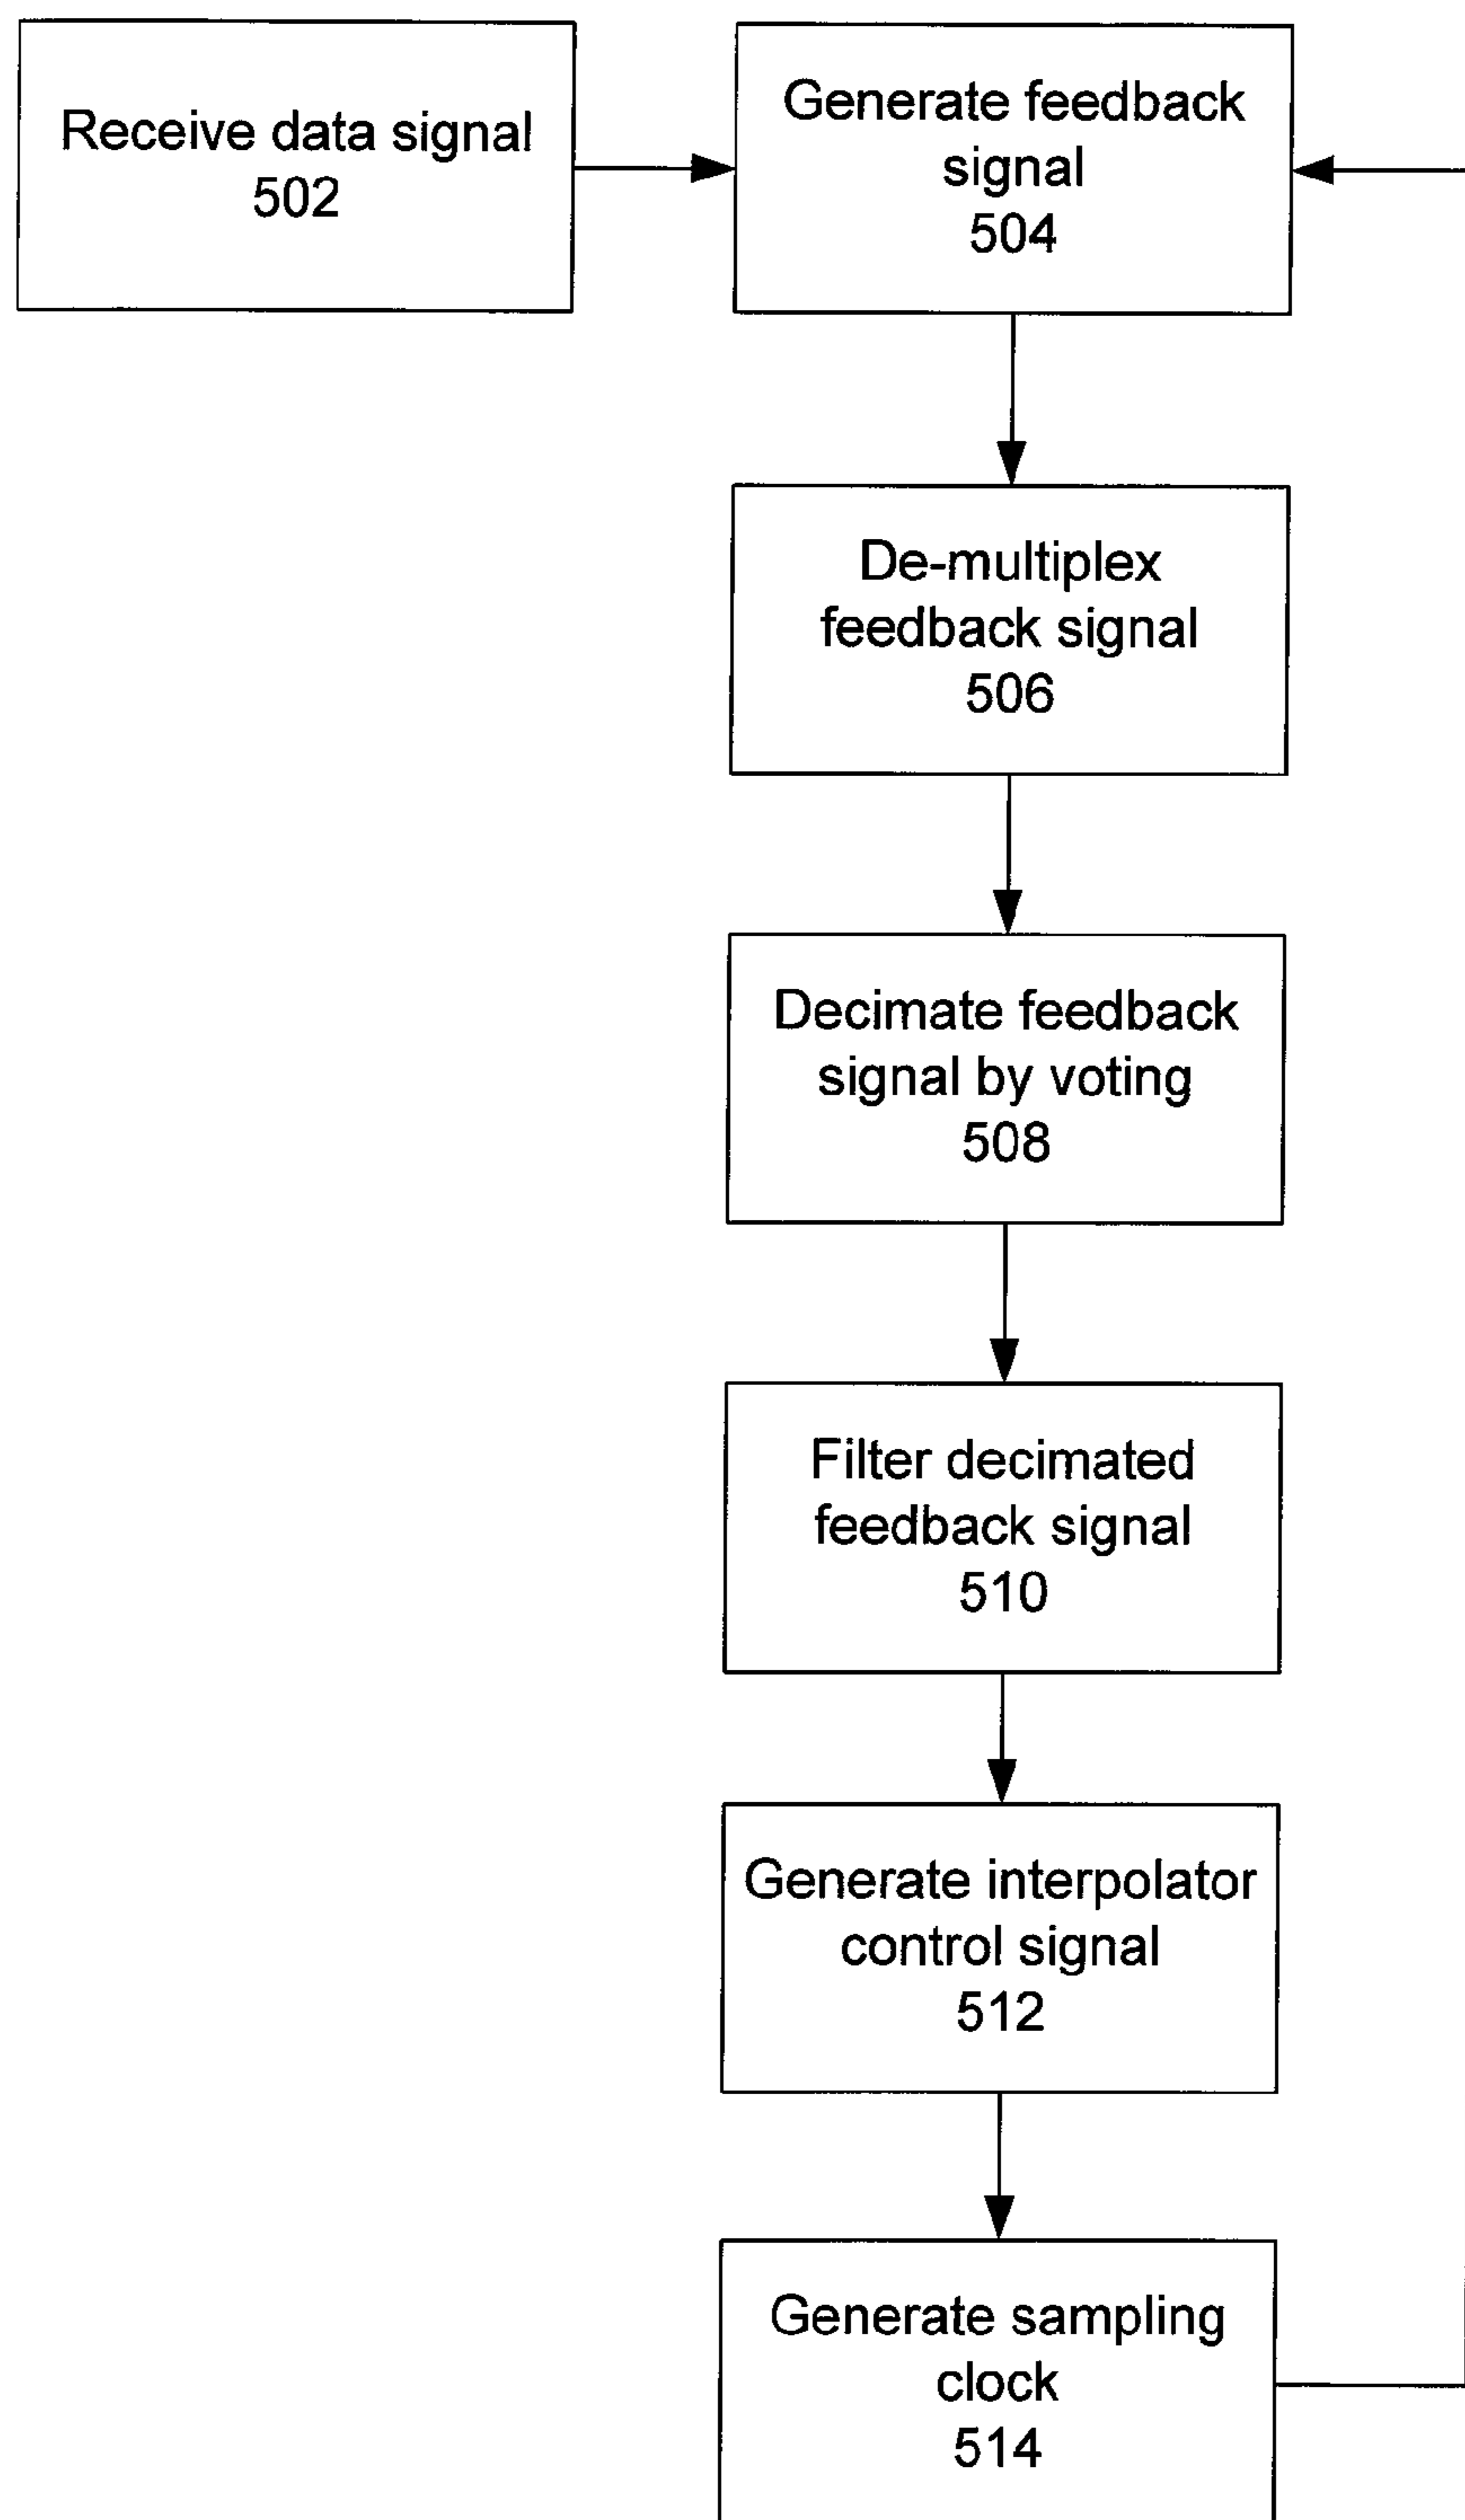 Receive data signal
502
Generate feedback
signal
504
De-multiplex
feedback signal
506
Decimate feedback
signal by voting
508
Filter decimated
feedback signal
510
Generate interpolator
control signal
512
Generate sampling
clock
514